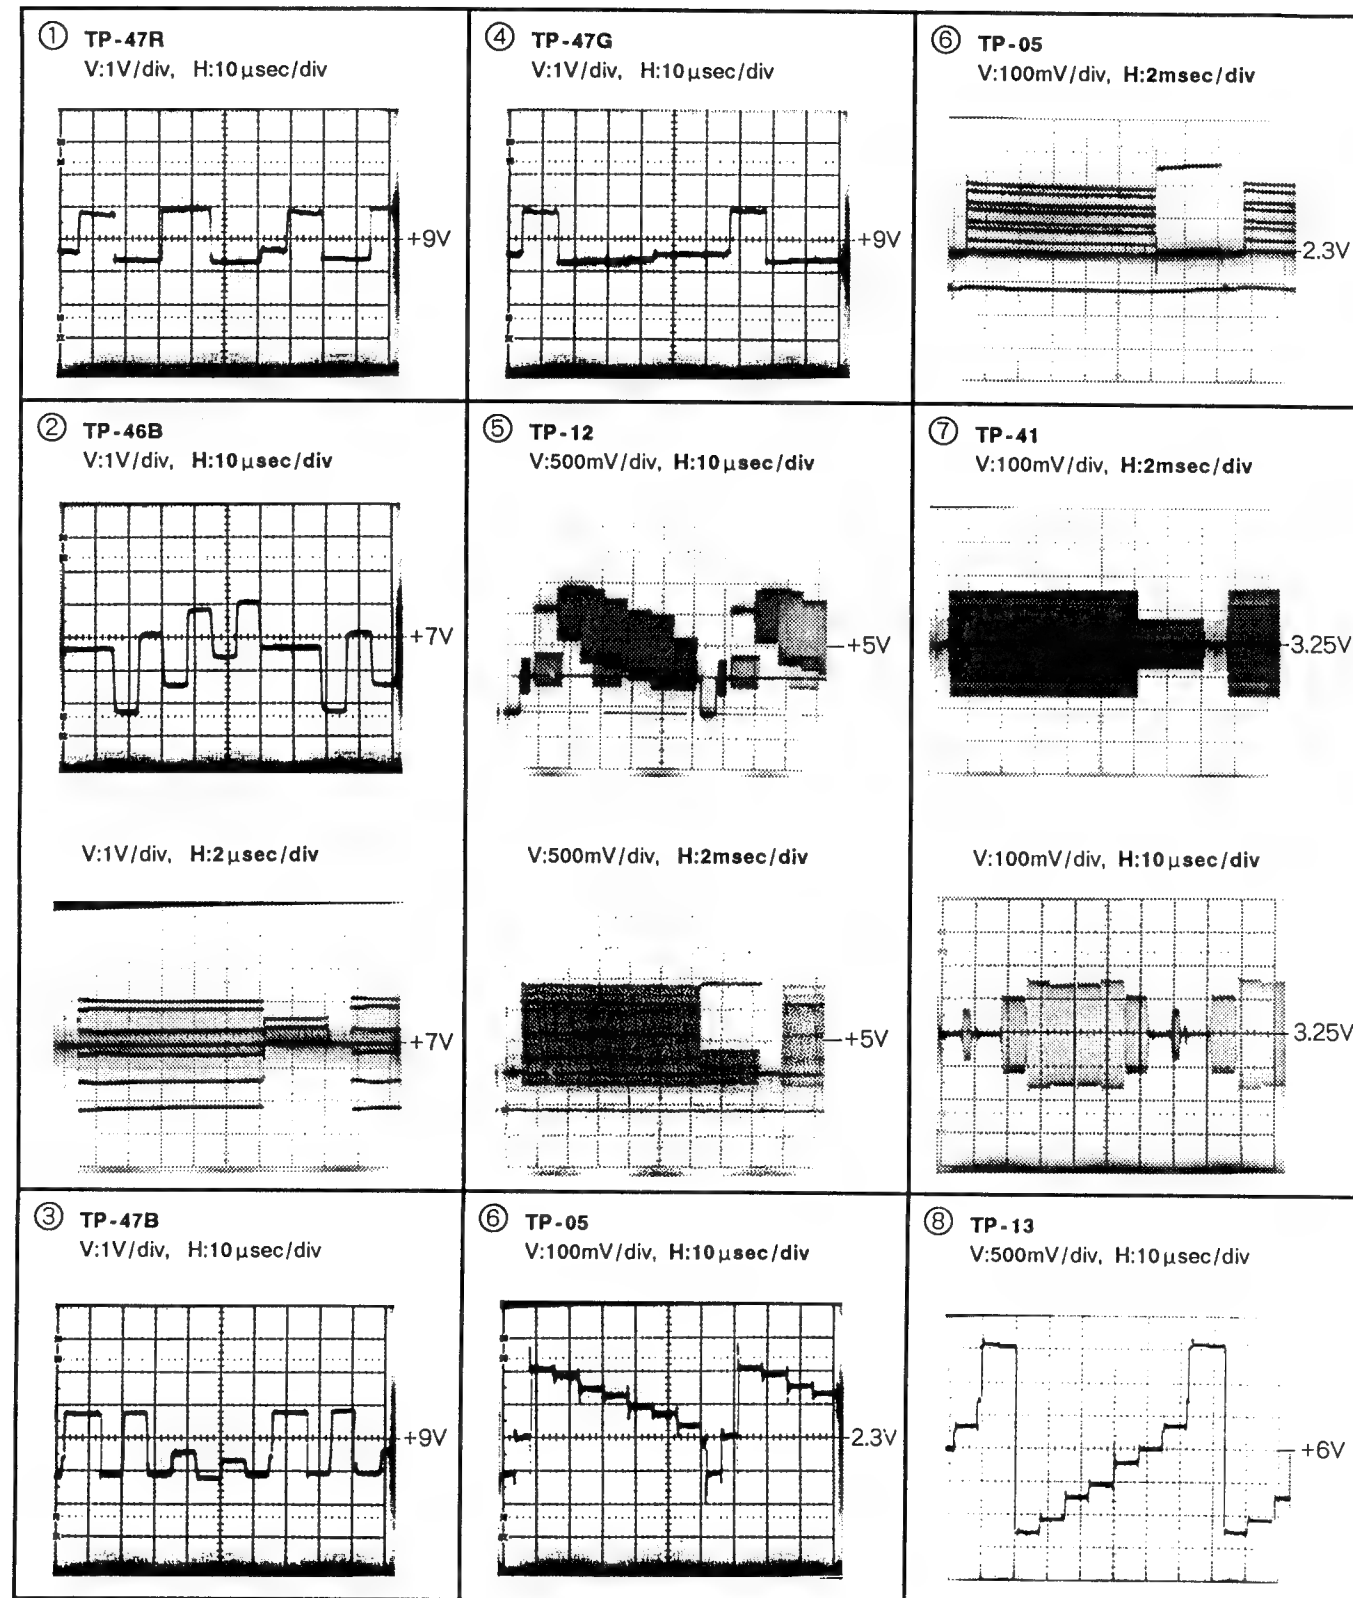 ① TP-47R
V:1V/div, H:10μsec/div
+9V
④ TP-47G
V:1V/div, H:10μsec/div
+9V
⑥ TP-05
V:100mV/div, H:2msec/div
2.3V
② TP-46B
V:1V/div, H:10μsec/div
+7V
V:1V/div, H:2μsec/div
+7V
⑤ TP-12
V:500mV/div, H:10μsec/div
+5V
V:500mV/div, H:2msec/div
+5V
⑦ TP-41
V:100mV/div, H:2msec/div
3.25V
V:100mV/div, H:10μsec/div
3.25V
③ TP-47B
V:1V/div, H:10μsec/div
+9V
⑥ TP-05
V:100mV/div, H:10μsec/div
2.3V
⑧ TP-13
V:500mV/div, H:10μsec/div
+6V